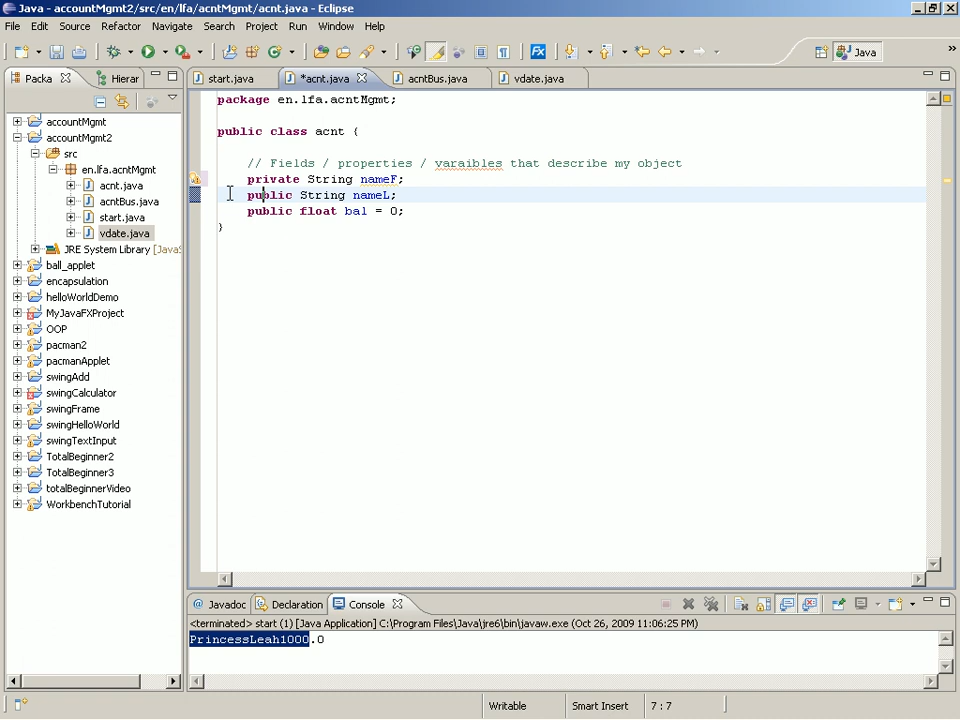 Java - accountMgmt2/src/en/lfa/acntMgmt/acnt.java - Eclipse
File Edit Source Refactor Navigate Search Project Run Window Help
Java
Packa Hierar start.java *acnt.java acntBus.java vdate.java
accountMgmt
accountMgmt2
src
en.lfa.acntMgmt
acnt.java
acntBus.java
start.java
vdate.java
JRE System Library [JavaS
ball_applet
encapsulation
helloWorldDemo
MyJavaFXProject
OOP
pacman2
pacmanApplet
swingAdd
swingCalculator
swingFrame
swingHelloWorld
swingTextInput
TotalBeginner2
TotalBeginner3
totalBeginnerVideo
WorkbenchTutorial
package en.lfa.acntMgmt;
public class acnt {
// Fields / properties / varaibles that describe my object
private String nameF;
public String nameL;
public float bal = 0;
}
@ Javadoc Declaration Console
<terminated> start (1) [Java Application] C:\Program Files\Java\jre6\bin\javaw.exe (Oct 26, 2009 11:06:25 PM)
PrincessLeah1000.0
Writable Smart Insert 7 : 7